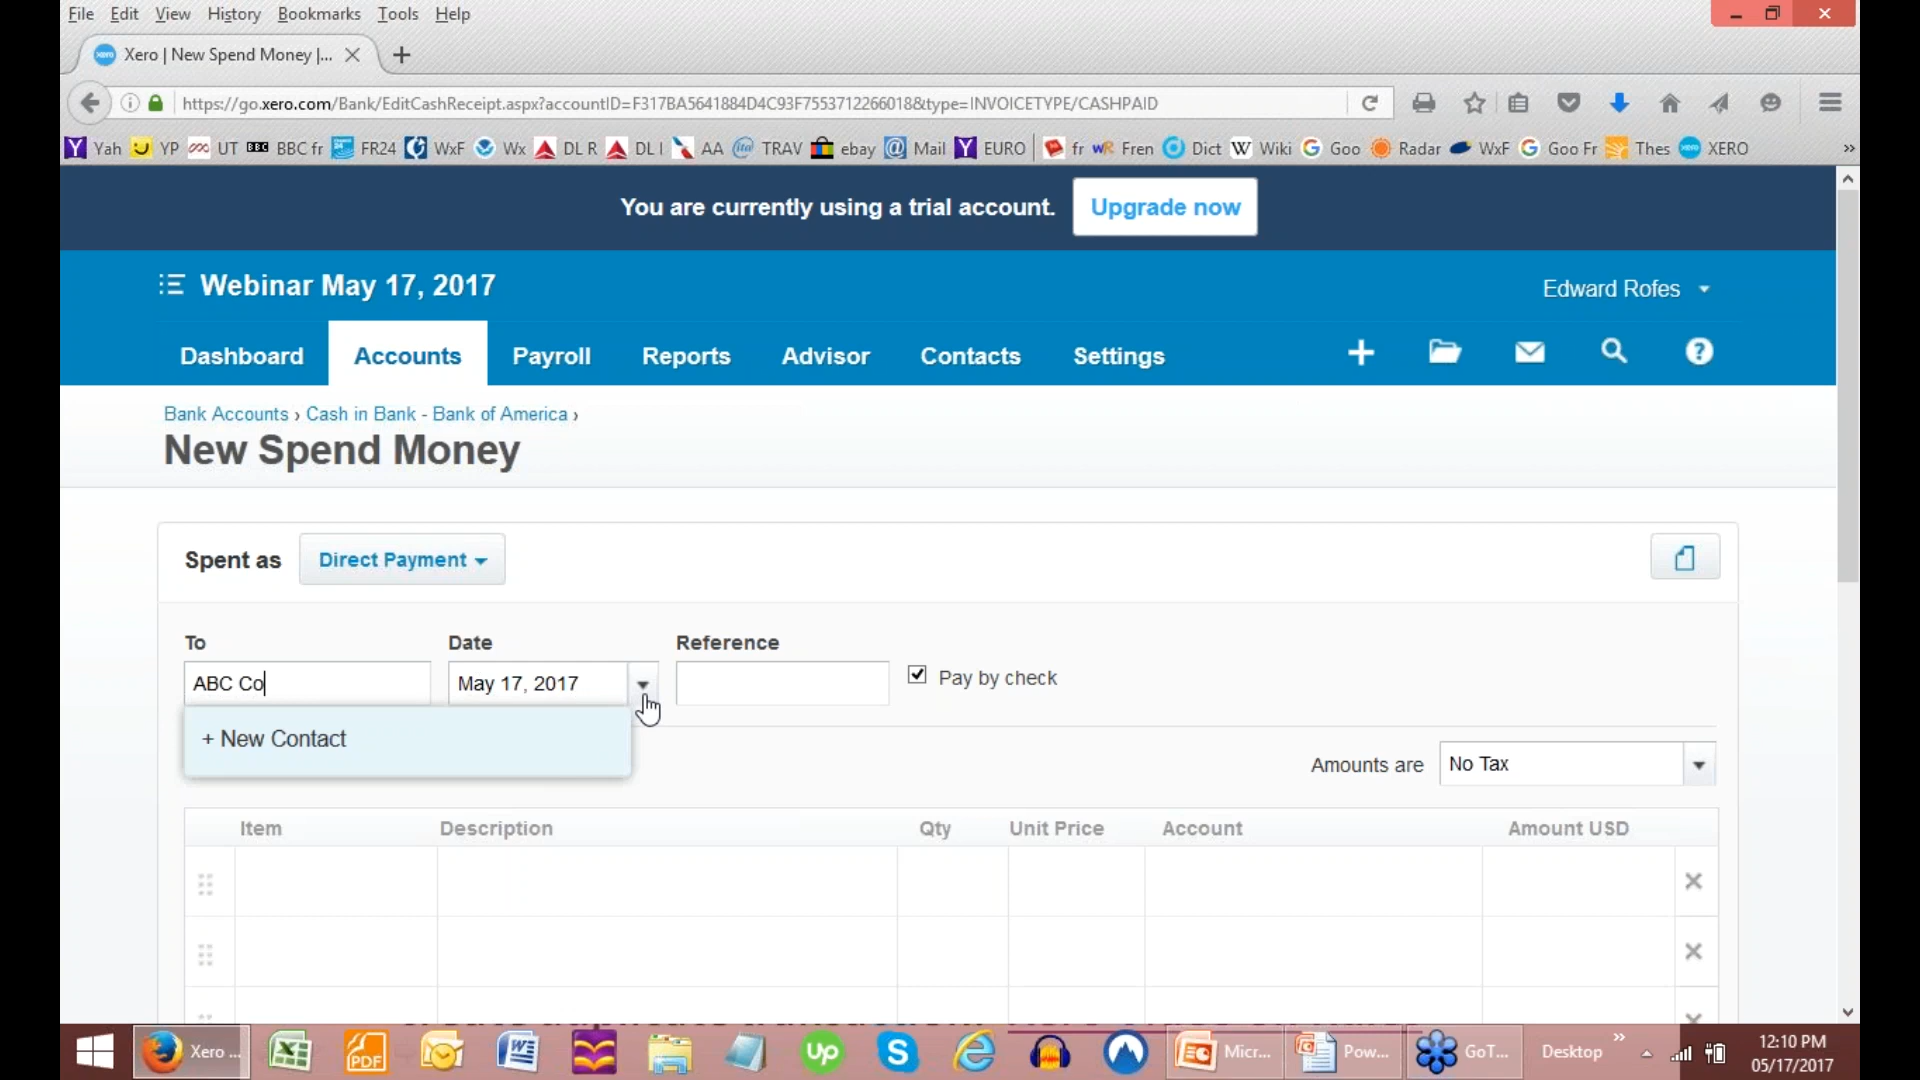 File Edit View History Bookmarks Tools Help
Xero | New Spend Money |...
https://go.xero.com/Bank/EditCashReceipt.aspx?accountID=F317BA5641884D4C93F7553712266018&type=INVOICETYPE/CASHPAID
Yah YP UT BBC fr FR24 WxF Wx DL R DL I AA TRAV ebay Mail EURO fr Fren Dict Wiki Goo Radar WxF Goo Fr Thes XERO »
You are currently using a trial account. Upgrade now
Webinar May 17, 2017
Edward Rofes
Dashboard Accounts Payroll Reports Advisor Contacts Settings
Bank Accounts › Cash in Bank - Bank of America ›
New Spend Money
Spent as Direct Payment
To Date Reference
ABC Co May 17, 2017 Pay by check
+ New Contact
Amounts are No Tax
Item Description Qty Unit Price Account Amount USD
Xero ... PDF Up Micr... Pow... GoT... Desktop » 12:10 PM
05/17/2017